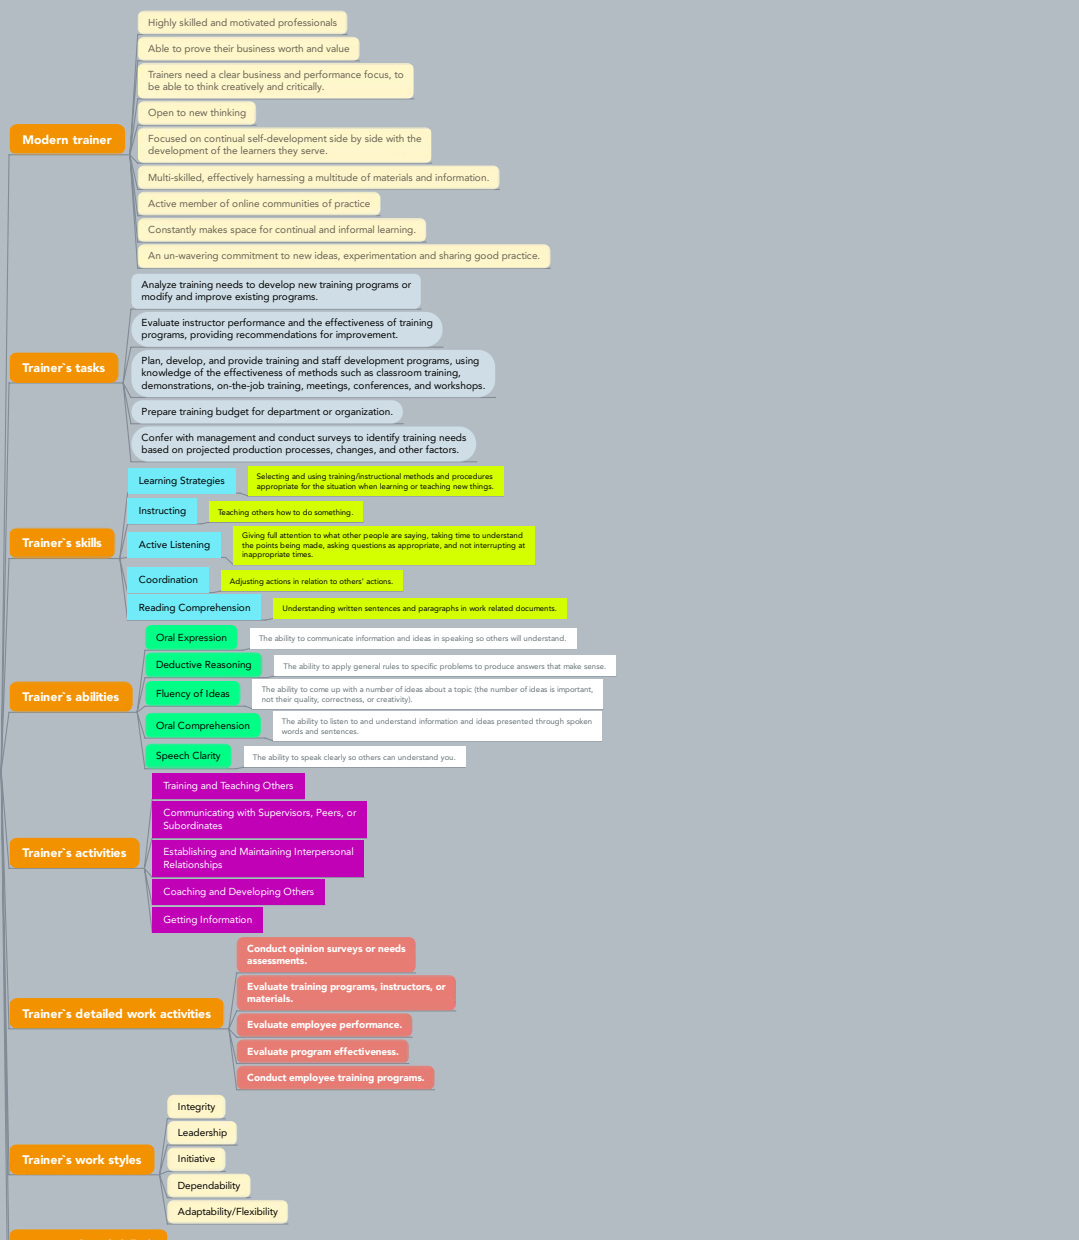 Modern trainer
Highly skilled and motivated professionals
Able to prove their business worth and value
Trainers need a clear business and performance focus, to
be able to think creatively and critically.
Open to new thinking
Focused on continual self-development side by side with the
development of the learners they serve.
Multi-skilled, effectively harnessing a multitude of materials and information.
Active member of online communities of practice
Constantly makes space for continual and informal learning.
An un-wavering commitment to new ideas, experimentation and sharing good practice.
Trainer`s tasks
Analyze training needs to develop new training programs or
modify and improve existing programs.
Evaluate instructor performance and the effectiveness of training
programs, providing recommendations for improvement.
Plan, develop, and provide training and staff development programs, using
knowledge of the effectiveness of methods such as classroom training,
demonstrations, on-the-job training, meetings, conferences, and workshops.
Prepare training budget for department or organization.
Confer with management and conduct surveys to identify training needs
based on projected production processes, changes, and other factors.
Trainer`s skills
Learning Strategies
Selecting and using training/instructional methods and procedures
appropriate for the situation when learning or teaching new things.
Instructing
Teaching others how to do something.
Active Listening
Giving full attention to what other people are saying, taking time to understand
the points being made, asking questions as appropriate, and not interrupting at
inappropriate times.
Coordination
Adjusting actions in relation to others' actions.
Reading Comprehension
Understanding written sentences and paragraphs in work related documents.
Trainer`s abilities
Oral Expression
The ability to communicate information and ideas in speaking so others will understand.
Deductive Reasoning
The ability to apply general rules to specific problems to produce answers that make sense.
Fluency of Ideas
The ability to come up with a number of ideas about a topic (the number of ideas is important,
not their quality, correctness, or creativity).
Oral Comprehension
The ability to listen to and understand information and ideas presented through spoken
words and sentences.
Speech Clarity
The ability to speak clearly so others can understand you.
Trainer`s activities
Training and Teaching Others
Communicating with Supervisors, Peers, or
Subordinates
Establishing and Maintaining Interpersonal
Relationships
Coaching and Developing Others
Getting Information
Trainer`s detailed work activities
Conduct opinion surveys or needs
assessments.
Evaluate training programs, instructors, or
materials.
Evaluate employee performance.
Evaluate program effectiveness.
Conduct employee training programs.
Trainer`s work styles
Integrity
Leadership
Initiative
Dependability
Adaptability/Flexibility